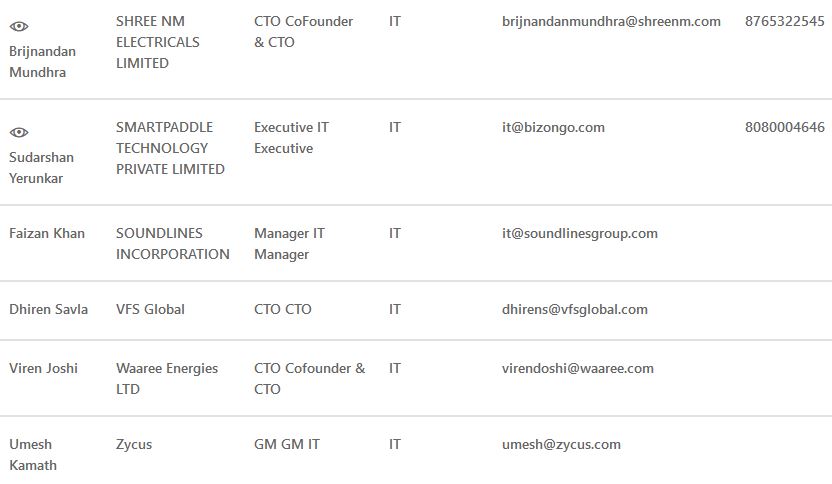 Brijnandan Mundhra SHREE NM ELECTRICALS LIMITED CTO CoFounder & CTO IT brijnandanmundhra@shreenm.com 8765322545
Sudarshan Yerunkar SMARTPADDLE TECHNOLOGY PRIVATE LIMITED Executive IT Executive IT it@bizongo.com 8080004646
Faizan Khan SOUNDLINES INCORPORATION Manager IT Manager IT it@soundlinesgroup.com
Dhiren Savla VFS Global CTO CTO IT dhirens@vfsglobal.com
Viren Joshi Waaree Energies LTD CTO Cofounder & CTO IT virendoshi@waaree.com
Umesh Kamath Zycus GM GM IT IT umesh@zycus.com